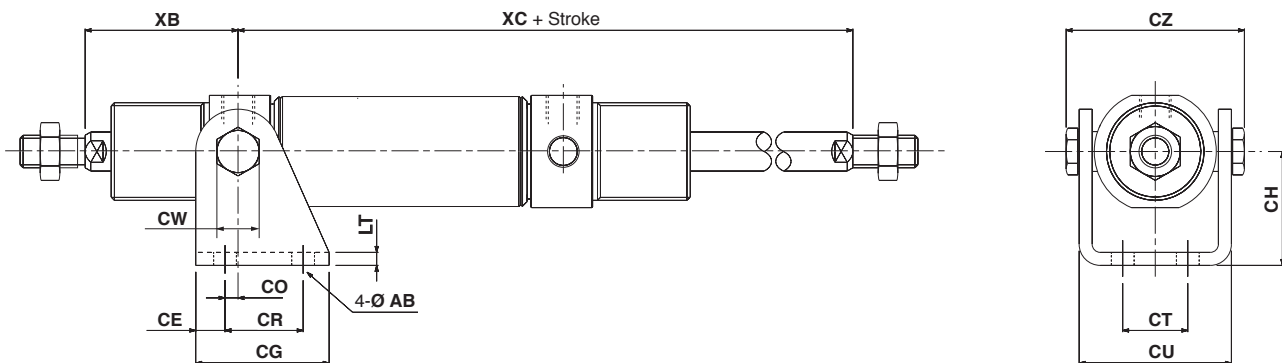 XB
XC + Stroke
CZ
CW
LT
CH
CO
4-Ø AB
CE
CR
CT
CG
CU